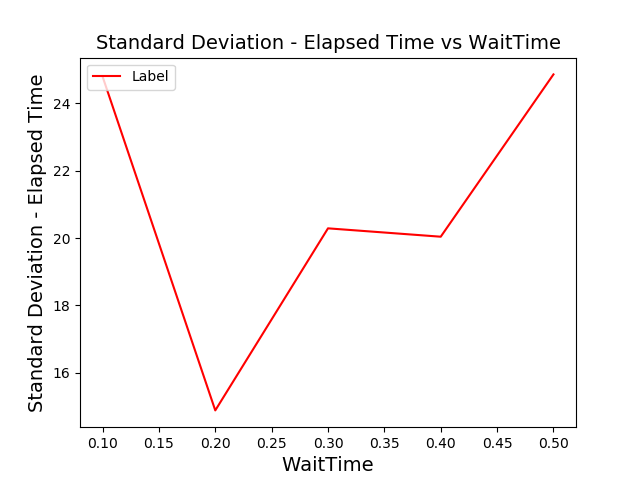 Standard Deviation - Elapsed Time vs WaitTime
Label
Standard Deviation - Elapsed Time
24
22
20
18
16
0.10 0.15 0.20 0.25 0.30 0.35 0.40 0.45 0.50
WaitTime